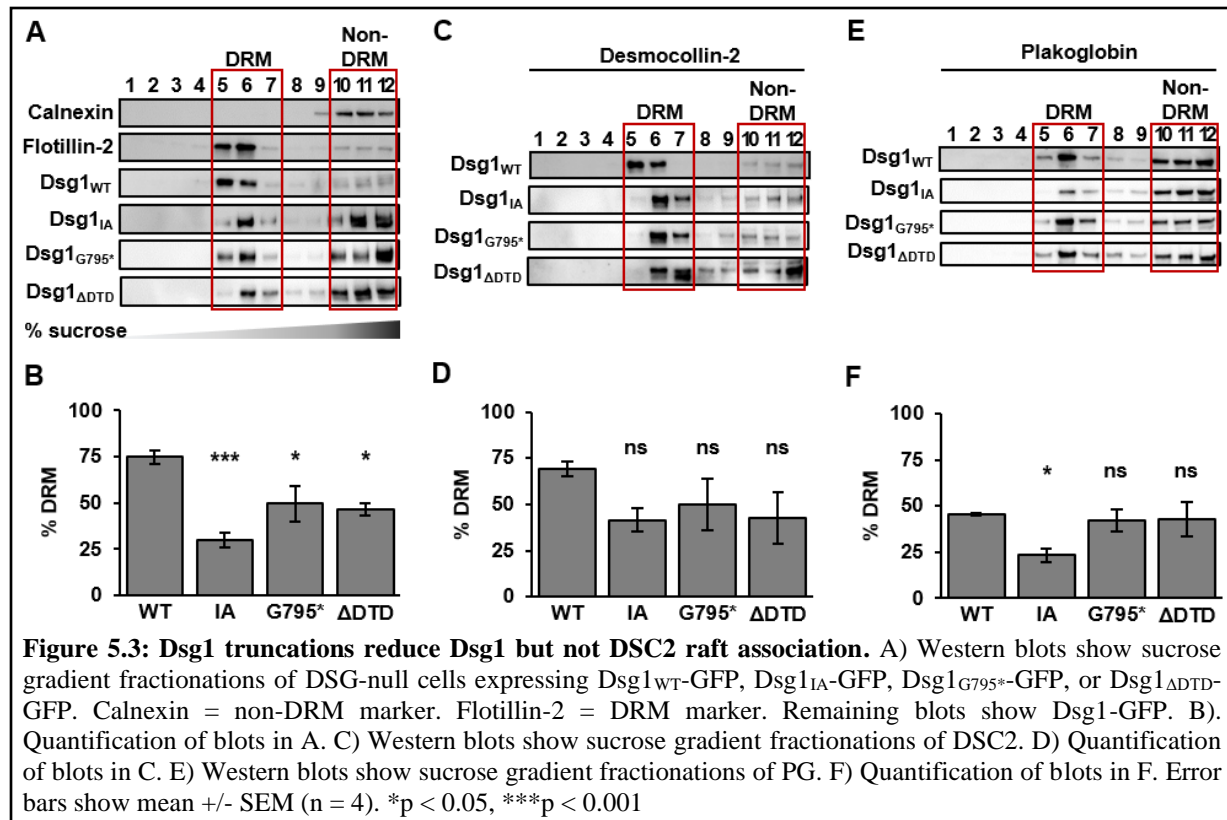 A
DRM
Non-
DRM
1 2 3 4 5 6 7 8 9 10 11 12
Calnexin
Flotillin-2
Dsg1WT
Dsg1IA
Dsg1G795*
Dsg1ΔDTD
% sucrose
C
Desmocollin-2
DRM
Non-
DRM
1 2 3 4 5 6 7 8 9 10 11 12
Dsg1WT
Dsg1IA
Dsg1G795*
Dsg1ΔDTD
E
Plakoglobin
DRM
Non-
DRM
1 2 3 4 5 6 7 8 9 10 11 12
Dsg1WT
Dsg1IA
Dsg1G795*
Dsg1ΔDTD
B
% DRM
100
75
50
25
0
*** * *
WT IA G795* ΔDTD
D
% DRM
100
75
50
25
0
ns ns ns
WT IA G795* ΔDTD
F
% DRM
100
75
50
25
0
* ns ns
WT IA G795* ΔDTD
Figure 5.3: Dsg1 truncations reduce Dsg1 but not DSC2 raft association. A) Western blots show sucrose
gradient fractionations of DSG-null cells expressing Dsg1WT-GFP, Dsg1IA-GFP, Dsg1G795*-GFP, or Dsg1ΔDTD-
GFP. Calnexin = non-DRM marker. Flotillin-2 = DRM marker. Remaining blots show Dsg1-GFP. B).
Quantification of blots in A. C) Western blots show sucrose gradient fractionations of DSC2. D) Quantification
of blots in C. E) Western blots show sucrose gradient fractionations of PG. F) Quantification of blots in F. Error
bars show mean +/- SEM (n = 4). *p < 0.05, ***p < 0.001